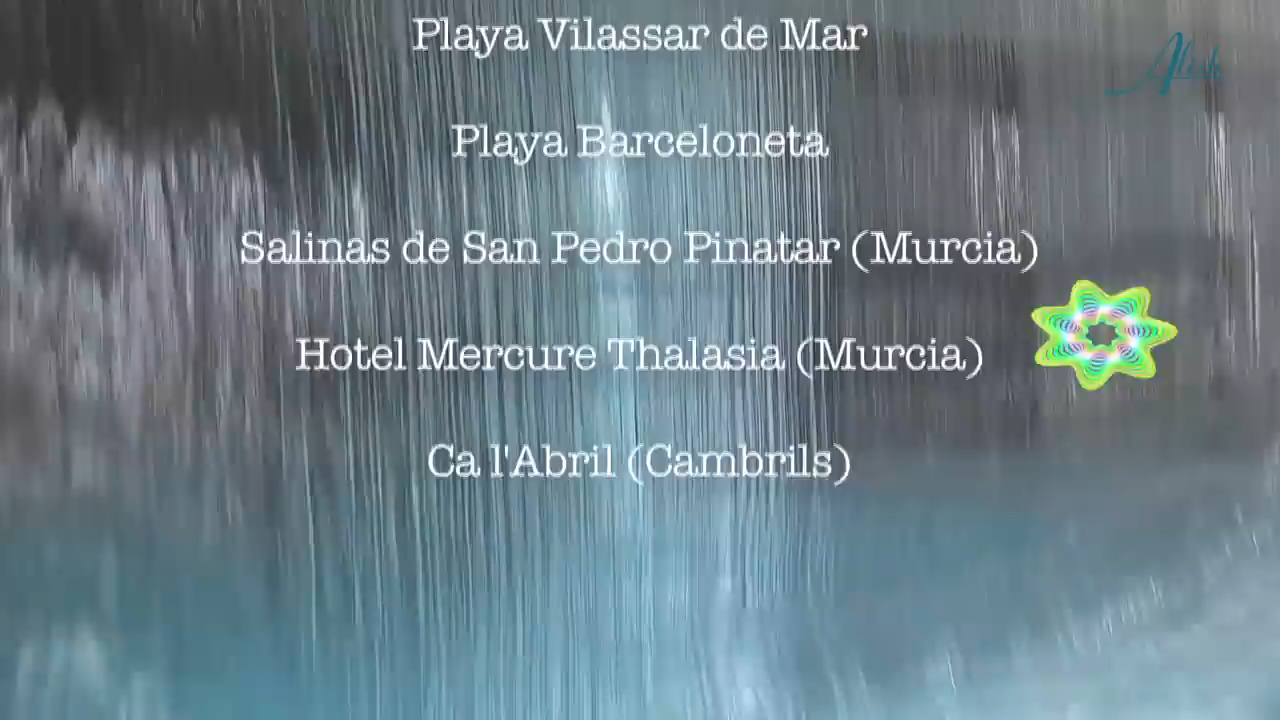 Playa Vilassar de Mar
Playa Barceloneta
Salinas de San Pedro Pinatar (Murcia)
Hotel Mercure Thalasia (Murcia)
Ca l'Abril (Cambrils)